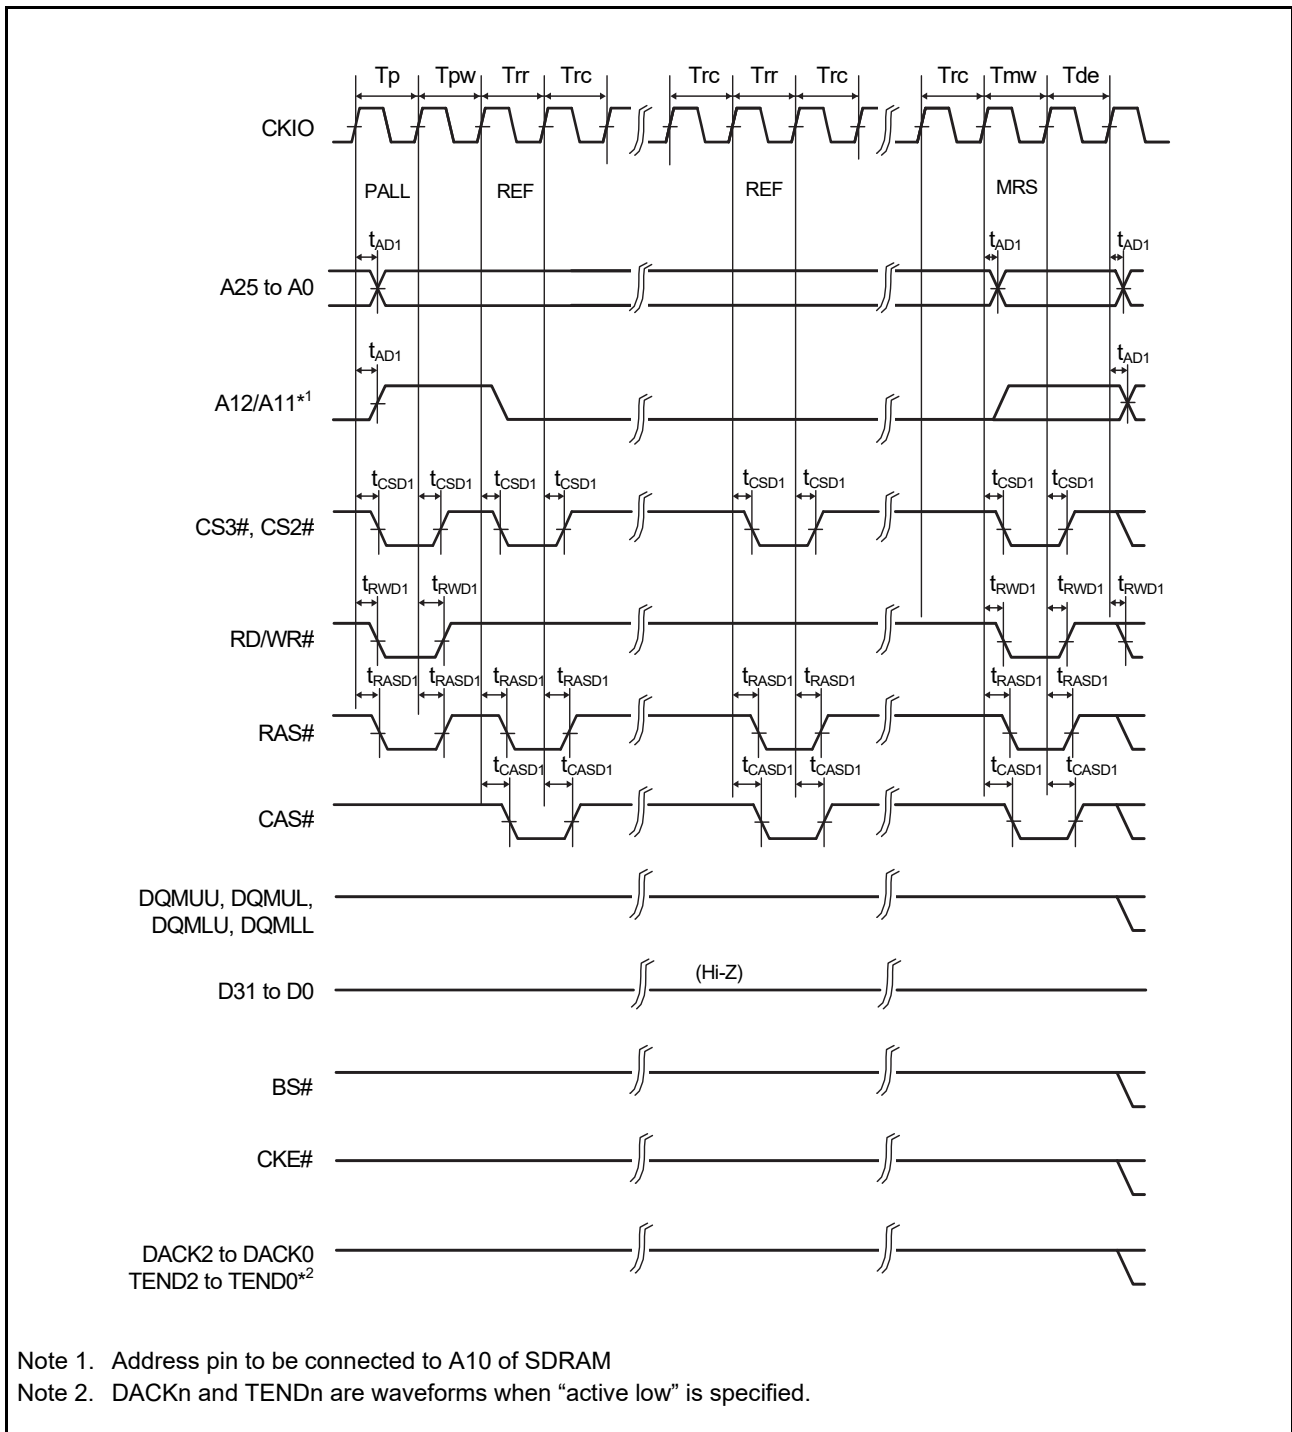 Tp Tpw Trr Trc Trc Trr Trc Trc Tmw Tde
CKIO
PALL REF REF MRS
tAD1 tAD1 tAD1
A25 to A0
tAD1 tAD1
A12/A11*1
tCSD1 tCSD1 tCSD1 tCSD1 tCSD1 tCSD1 tCSD1 tCSD1
CS3#, CS2#
tRWD1 tRWD1 tRWD1 tRWD1 tRWD1
RD/WR#
tRASD1 tRASD1 tRASD1 tRASD1 tRASD1 tRASD1 tRASD1 tRASD1
RAS#
tCASD1 tCASD1 tCASD1 tCASD1 tCASD1 tCASD1
CAS#
DQMUU, DQMUL,
DQMLU, DQMLL
(Hi-Z)
D31 to D0
BS#
CKE#
DACK2 to DACK0
TEND2 to TEND0*2
Note 1. Address pin to be connected to A10 of SDRAM
Note 2. DACKn and TENDn are waveforms when “active low” is specified.